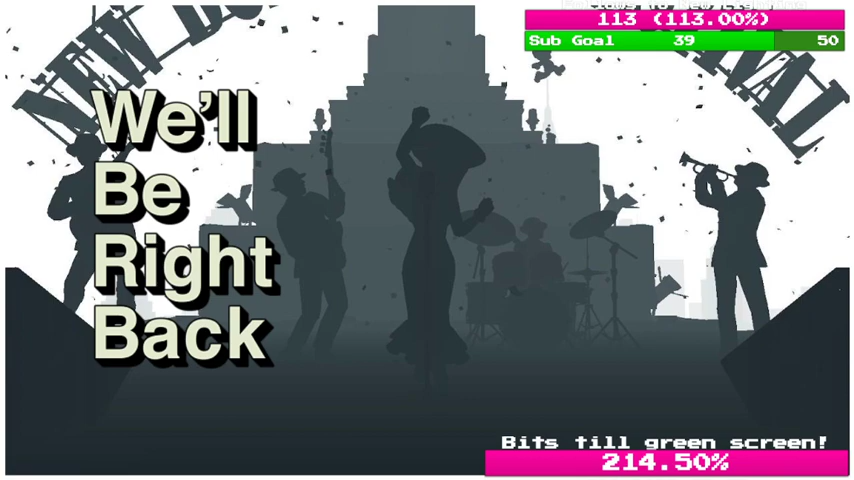 113 (113.00%)
Sub Goal 39 50
We'll
Be
Right
Back
Bits till green screen!
214.50%